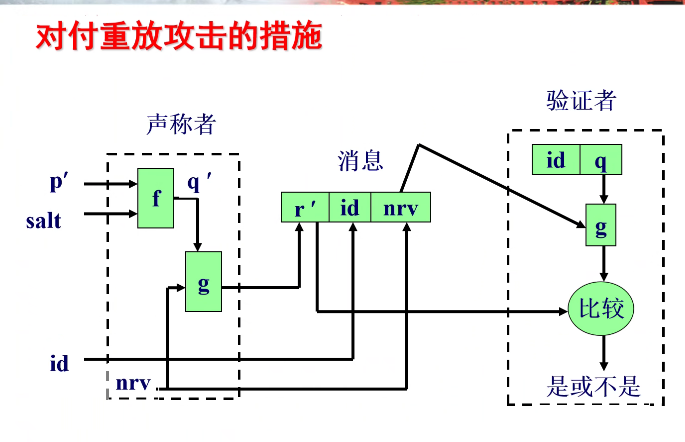 对付重放攻击的措施
声称者
消息
验证者
p′
salt
f
q ′
g
id
nrv
r ′ id nrv
id q
g
比较
是或不是